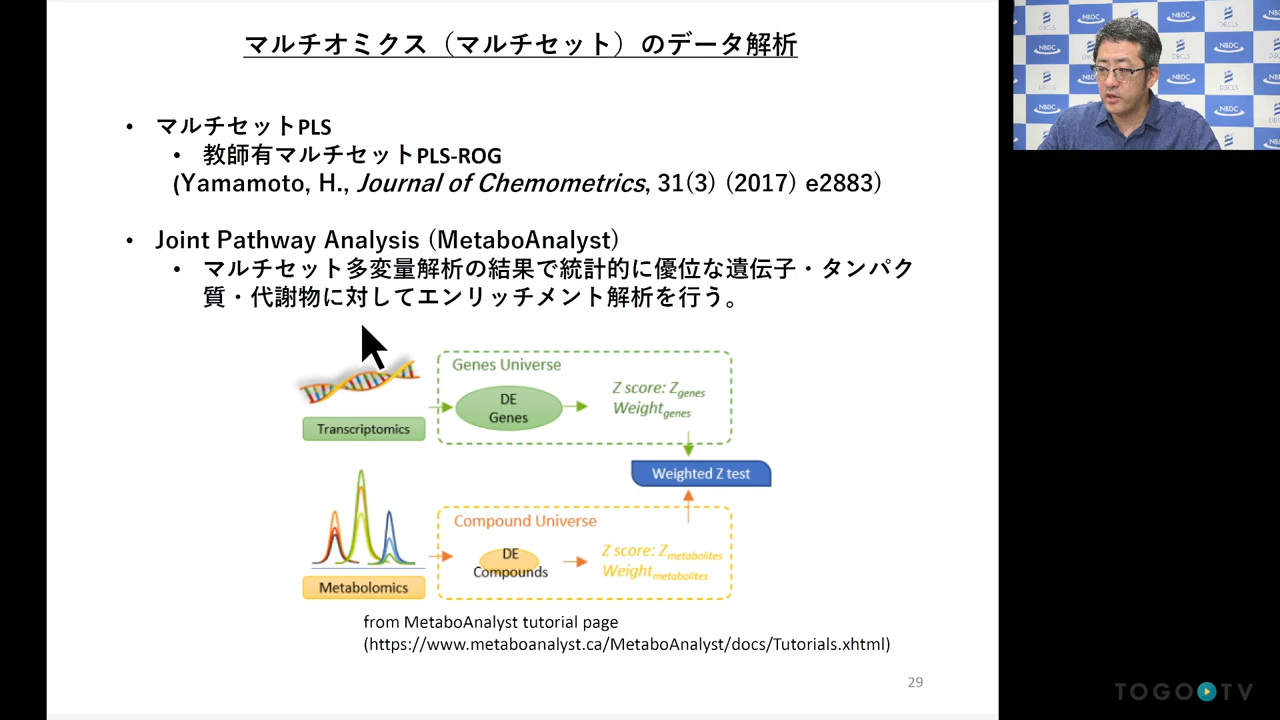 マルチオミクス（マルチセット）のデータ解析
• マルチセットPLS
• 教師有マルチセットPLS-ROG
(Yamamoto, H., Journal of Chemometrics, 31(3) (2017) e2883)
• Joint Pathway Analysis (MetaboAnalyst)
• マルチセット多変量解析の結果で統計的に優位な遺伝子・タンパク
質・代謝物に対してエンリッチメント解析を行う。
Genes Universe
DE
Genes
Z score: Zgenes
Weightgenes
Transcriptomics
Weighted Z test
Compound Universe
DE
Compounds
Z score: Zmetabolites
Weightmetabolites
Metabolomics
from MetaboAnalyst tutorial page
(https://www.metaboanalyst.ca/MetaboAnalyst/docs/Tutorials.xhtml)
29
NBDC
DBCLS
TOGO TV